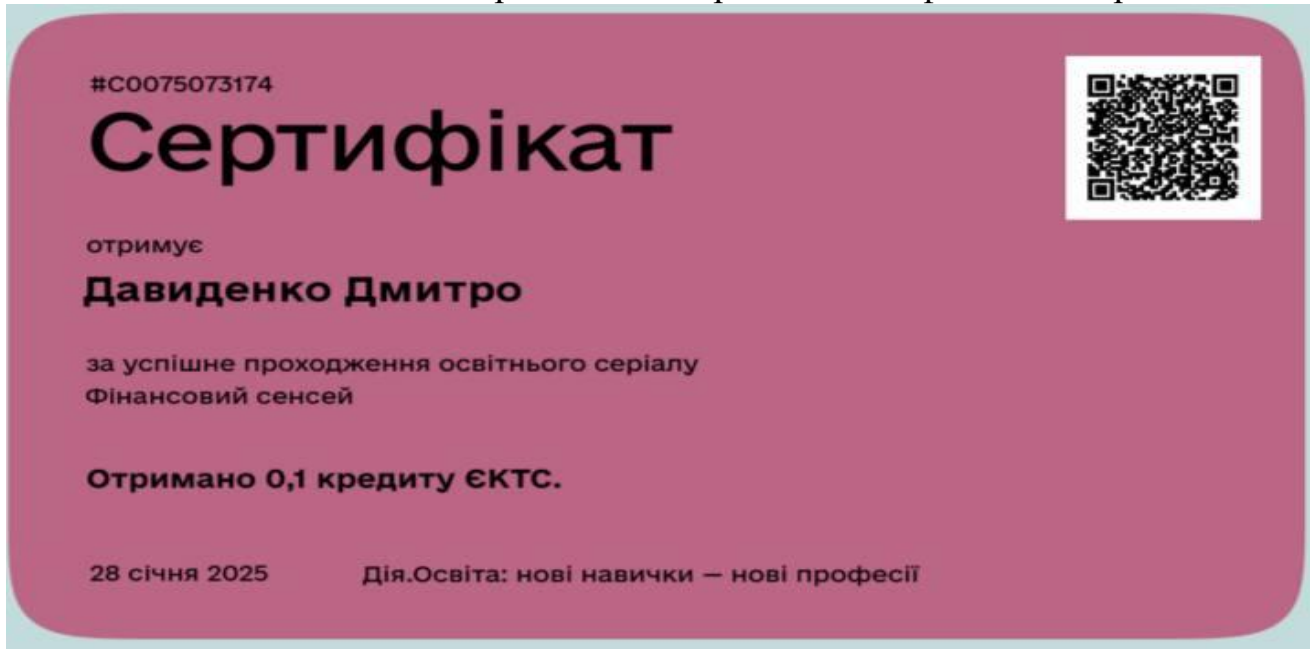 #C0075073174
Сертифікат
отримує
Давиденко Дмитро
за успішне проходження освітнього серіалу
Фінансовий сенсей
Отримано 0,1 кредиту ЄКТС.
28 січня 2025 Дія.Освіта: нові навички — нові професії